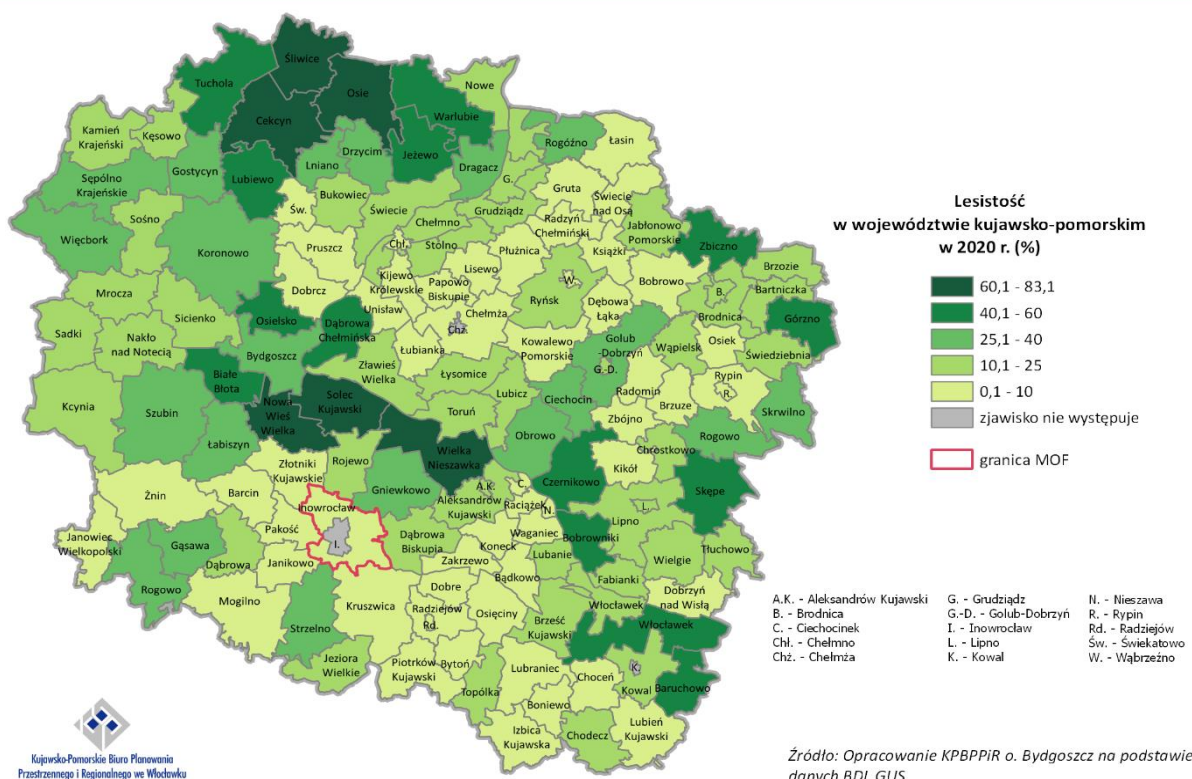 Śliwice
Tuchola
Osie
Nowe
Cekcyn
Warlubie
Kamień
Krajeński
Kęsowo
Rogóźno
Łasin
Drzycim
Jeżewo
Lniano
Dragacz
Gostycyn
Lubiewo
G.
Sępólno
Krajeńskie
Bukowiec
Gruta
Świecie
nad Osą
Św.
Świecie
Grudziądz
Radzyń
Chełmiński
Sośno
Chełmno
Jabłonowo
Pomorskie
Zbiczno
Więcbork
Koronowo
Pruszcz
Chł.
Stolno
Płużnica
Książki
Brzozie
Kijewo
Królewskie
Lisewo
Papowo
Biskupie
W.
Bobrowo
Bartniczka
Mrocza
Dobrcz
Unisław
Ryńsk
Dębowa
Łąka
B.
Brodnica
Górzno
Sicienko
Osielsko
Dąbrowa
Chełmińska
Chełmża
Chż.
Sadki
Nakło
nad Notecią
Bydgoszcz
Łubianka
Kowalewo
Pomorskie
Golub
-Dobrzyń
G.-D.
Wąpielsk
Osiek
Świedziebnia
Zławieś
Wielka
Łysomice
Rypin
R.
Białe
Błota
Solec
Kujawski
Lubicz
Ciechocin
Radomin
Kcynia
Szubin
Nowa
Wieś
Wielka
Toruń
Brzuze
Skrwilno
Zbójno
Łabiszyn
Obrowo
Rogowo
Wielka
Nieszawka
Chrostkowo
Złotniki
Kujawskie
Rojewo
Kikół
Czernikowo
Gniewkowo
A.K.
C.
Skępe
Żnin
Barcin
Inowrocław
Aleksandrów
Kujawski
Raciążek
N.
L.
Lipno
Pakość
Waganiec
Bobrowniki
Janowiec
Wielkopolski
Gąsawa
I.
Dąbrowa
Biskupia
Koneck
Lubanie
Wielgie
Tłuchowo
Dąbrowa
Janikowo
Zakrzewo
Bądkowo
Fabianki
Rogowo
Dobre
Dobrzyń
nad Wisłą
Mogilno
Kruszwica
Radziejów
Rd.
Osięciny
Włocławek
Włocławek
Strzelno
Brześć
Kujawski
Jeziora
Wielkie
Piotrków
Kujawski
Bytoń
Lubraniec
K.
Choceń
Kowal
Baruchowo
Topólka
Boniewo
Lubień
Kujawski
Izbica
Kujawska
Chodecz
Lesistość
w województwie kujawsko-pomorskim
w 2020 r. (%)
60,1 - 83,1
40,1 - 60
25,1 - 40
10,1 - 25
0,1 - 10
zjawisko nie występuje
granica MOF
A.K. - Aleksandrów Kujawski
B. - Brodnica
C. - Ciechocinek
Chł. - Chełmno
Chż. - Chełmża
G. - Grudziądz
G.-D. - Golub-Dobrzyń
I. - Inowrocław
L. - Lipno
K. - Kowal
N. - Nieszawa
R. - Rypin
Rd. - Radziejów
Św. - Świekatowo
W. - Wąbrzeźno
Kujawsko-Pomorskie Biuro Planowania
Przestrzennego i Regionalnego we Włocławku
Źródło: Opracowanie KPBPPiR o. Bydgoszcz na podstawie
danych BDL GUS